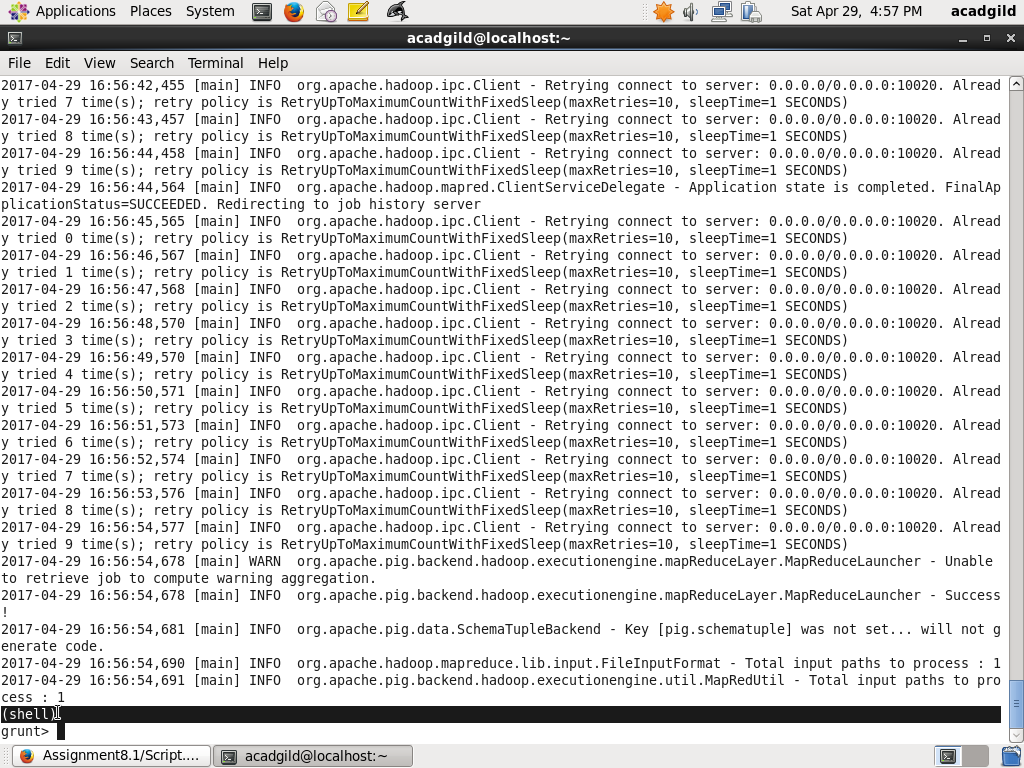 Applications Places System Sat Apr 29, 4:57 PM acadgild
acadgild@localhost:~
File Edit View Search Terminal Help
2017-04-29 16:56:42,455 [main] INFO  org.apache.hadoop.ipc.Client - Retrying connect to server: 0.0.0.0/0.0.0.0:10020. Alread
y tried 7 time(s); retry policy is RetryUpToMaximumCountWithFixedSleep(maxRetries=10, sleepTime=1 SECONDS)
2017-04-29 16:56:43,457 [main] INFO  org.apache.hadoop.ipc.Client - Retrying connect to server: 0.0.0.0/0.0.0.0:10020. Alread
y tried 8 time(s); retry policy is RetryUpToMaximumCountWithFixedSleep(maxRetries=10, sleepTime=1 SECONDS)
2017-04-29 16:56:44,458 [main] INFO  org.apache.hadoop.ipc.Client - Retrying connect to server: 0.0.0.0/0.0.0.0:10020. Alread
y tried 9 time(s); retry policy is RetryUpToMaximumCountWithFixedSleep(maxRetries=10, sleepTime=1 SECONDS)
2017-04-29 16:56:44,564 [main] INFO  org.apache.hadoop.mapred.ClientServiceDelegate - Application state is completed. FinalAp
plicationStatus=SUCCEEDED. Redirecting to job history server
2017-04-29 16:56:45,565 [main] INFO  org.apache.hadoop.ipc.Client - Retrying connect to server: 0.0.0.0/0.0.0.0:10020. Alread
y tried 0 time(s); retry policy is RetryUpToMaximumCountWithFixedSleep(maxRetries=10, sleepTime=1 SECONDS)
2017-04-29 16:56:46,567 [main] INFO  org.apache.hadoop.ipc.Client - Retrying connect to server: 0.0.0.0/0.0.0.0:10020. Alread
y tried 1 time(s); retry policy is RetryUpToMaximumCountWithFixedSleep(maxRetries=10, sleepTime=1 SECONDS)
2017-04-29 16:56:47,568 [main] INFO  org.apache.hadoop.ipc.Client - Retrying connect to server: 0.0.0.0/0.0.0.0:10020. Alread
y tried 2 time(s); retry policy is RetryUpToMaximumCountWithFixedSleep(maxRetries=10, sleepTime=1 SECONDS)
2017-04-29 16:56:48,570 [main] INFO  org.apache.hadoop.ipc.Client - Retrying connect to server: 0.0.0.0/0.0.0.0:10020. Alread
y tried 3 time(s); retry policy is RetryUpToMaximumCountWithFixedSleep(maxRetries=10, sleepTime=1 SECONDS)
2017-04-29 16:56:49,570 [main] INFO  org.apache.hadoop.ipc.Client - Retrying connect to server: 0.0.0.0/0.0.0.0:10020. Alread
y tried 4 time(s); retry policy is RetryUpToMaximumCountWithFixedSleep(maxRetries=10, sleepTime=1 SECONDS)
2017-04-29 16:56:50,571 [main] INFO  org.apache.hadoop.ipc.Client - Retrying connect to server: 0.0.0.0/0.0.0.0:10020. Alread
y tried 5 time(s); retry policy is RetryUpToMaximumCountWithFixedSleep(maxRetries=10, sleepTime=1 SECONDS)
2017-04-29 16:56:51,573 [main] INFO  org.apache.hadoop.ipc.Client - Retrying connect to server: 0.0.0.0/0.0.0.0:10020. Alread
y tried 6 time(s); retry policy is RetryUpToMaximumCountWithFixedSleep(maxRetries=10, sleepTime=1 SECONDS)
2017-04-29 16:56:52,574 [main] INFO  org.apache.hadoop.ipc.Client - Retrying connect to server: 0.0.0.0/0.0.0.0:10020. Alread
y tried 7 time(s); retry policy is RetryUpToMaximumCountWithFixedSleep(maxRetries=10, sleepTime=1 SECONDS)
2017-04-29 16:56:53,576 [main] INFO  org.apache.hadoop.ipc.Client - Retrying connect to server: 0.0.0.0/0.0.0.0:10020. Alread
y tried 8 time(s); retry policy is RetryUpToMaximumCountWithFixedSleep(maxRetries=10, sleepTime=1 SECONDS)
2017-04-29 16:56:54,577 [main] INFO  org.apache.hadoop.ipc.Client - Retrying connect to server: 0.0.0.0/0.0.0.0:10020. Alread
y tried 9 time(s); retry policy is RetryUpToMaximumCountWithFixedSleep(maxRetries=10, sleepTime=1 SECONDS)
2017-04-29 16:56:54,678 [main] WARN  org.apache.pig.backend.hadoop.executionengine.mapReduceLayer.MapReduceLauncher - Unable
to retrieve job to compute warning aggregation.
2017-04-29 16:56:54,678 [main] INFO  org.apache.pig.backend.hadoop.executionengine.mapReduceLayer.MapReduceLauncher - Success
!
2017-04-29 16:56:54,681 [main] INFO  org.apache.pig.data.SchemaTupleBackend - Key [pig.schematuple] was not set... will not g
enerate code.
2017-04-29 16:56:54,690 [main] INFO  org.apache.hadoop.mapreduce.lib.input.FileInputFormat - Total input paths to process : 1
2017-04-29 16:56:54,691 [main] INFO  org.apache.pig.backend.hadoop.executionengine.util.MapRedUtil - Total input paths to pro
cess : 1
(shell)
grunt>
Assignment8.1/Script.... acadgild@localhost:~